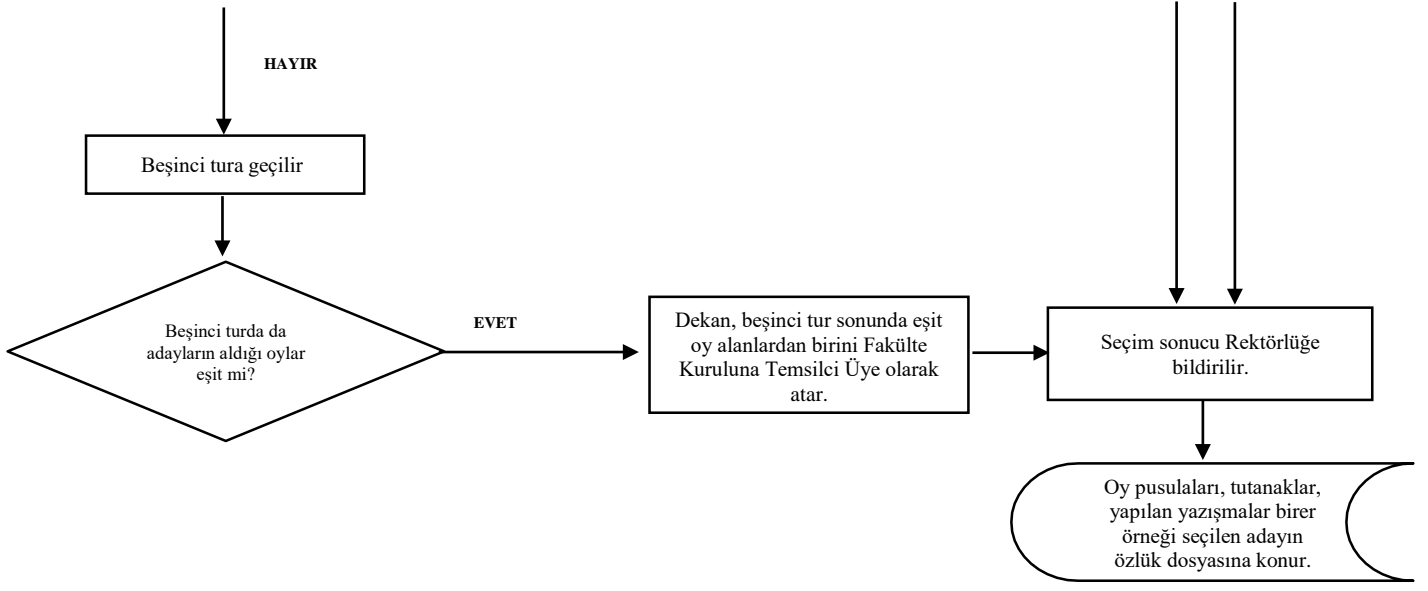 HAYIR
Beşinci tura geçilir
Beşinci turda da
adayların aldığı oylar
eşit mi?
EVET
Dekan, beşinci tur sonunda eşit
oy alanlardan birini Fakülte
Kuruluna Temsilci Üye olarak
atar.
Seçim sonucu Rektörlüğe
bildirilir.
Oy pusulaları, tutanaklar,
yapılan yazışmalar birer
örneği seçilen adayın
özlük dosyasına konur.